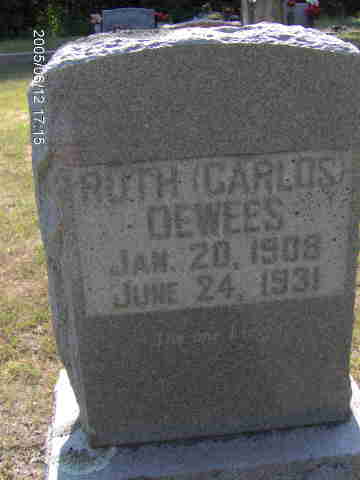 2005/06/12 17:15
RUTH (CARLOS)
DEWEES
JAN. 20, 1908
JUNE 24, 1931